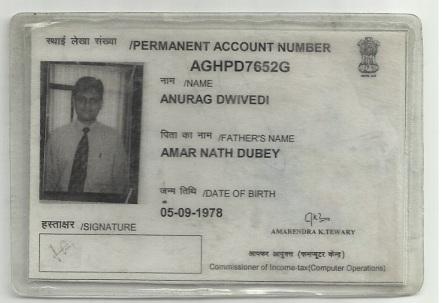 स्थाई लेखा संख्या /PERMANENT ACCOUNT NUMBER
AGHPD7652G
नाम /NAME
ANURAG DWIVEDI
पिता का नाम /FATHER'S NAME
AMAR NATH DUBEY
जन्म तिथि /DATE OF BIRTH
05-09-1978
हस्ताक्षर /SIGNATURE
AMARENDRA K.TEWARY
आयकर आयुक्त (कम्प्यूटर केन्द्र)
Commissioner of Income-tax(Computer Operations)